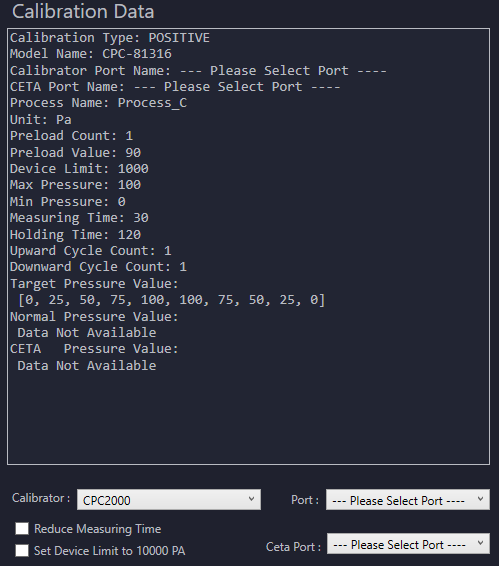 Calibration Data
Calibration Type: POSITIVE
Model Name: CPC-81316
Calibrator Port Name: --- Please Select Port ----
CETA Port Name: --- Please Select Port ----
Process Name: Process_C
Unit: Pa
Preload Count: 1
Preload Value: 90
Device Limit: 1000
Max Pressure: 100
Min Pressure: 0
Measuring Time: 30
Holding Time: 120
Upward Cycle Count: 1
Downward Cycle Count: 1
Target Pressure Value:
[0, 25, 50, 75, 100, 100, 75, 50, 25, 0]
Normal Pressure Value:
Data Not Available
CETA   Pressure Value:
Data Not Available
Calibrator : CPC2000 Port : --- Please Select Port ----
Reduce Measuring Time
Set Device Limit to 10000 PA
Ceta Port : --- Please Select Port ----